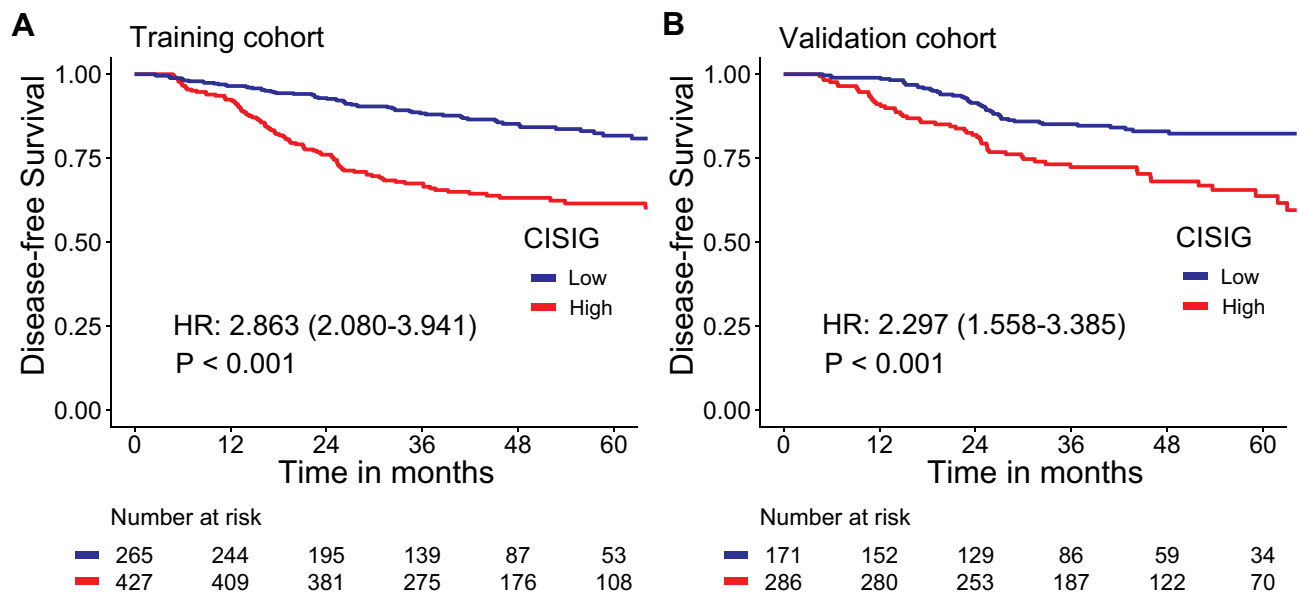 A
Training cohort
Disease-free Survival
1.00
0.75
0.50
0.25
0.00
CISIG
Low
High
HR: 2.863 (2.080-3.941)
P < 0.001
0 12 24 36 48 60
Time in months
Number at risk
265 244 195 139 87 53
427 409 381 275 176 108
B
Validation cohort
Disease-free Survival
1.00
0.75
0.50
0.25
0.00
CISIG
Low
High
HR: 2.297 (1.558-3.385)
P < 0.001
0 12 24 36 48 60
Time in months
Number at risk
171 152 129 86 59 34
286 280 253 187 122 70